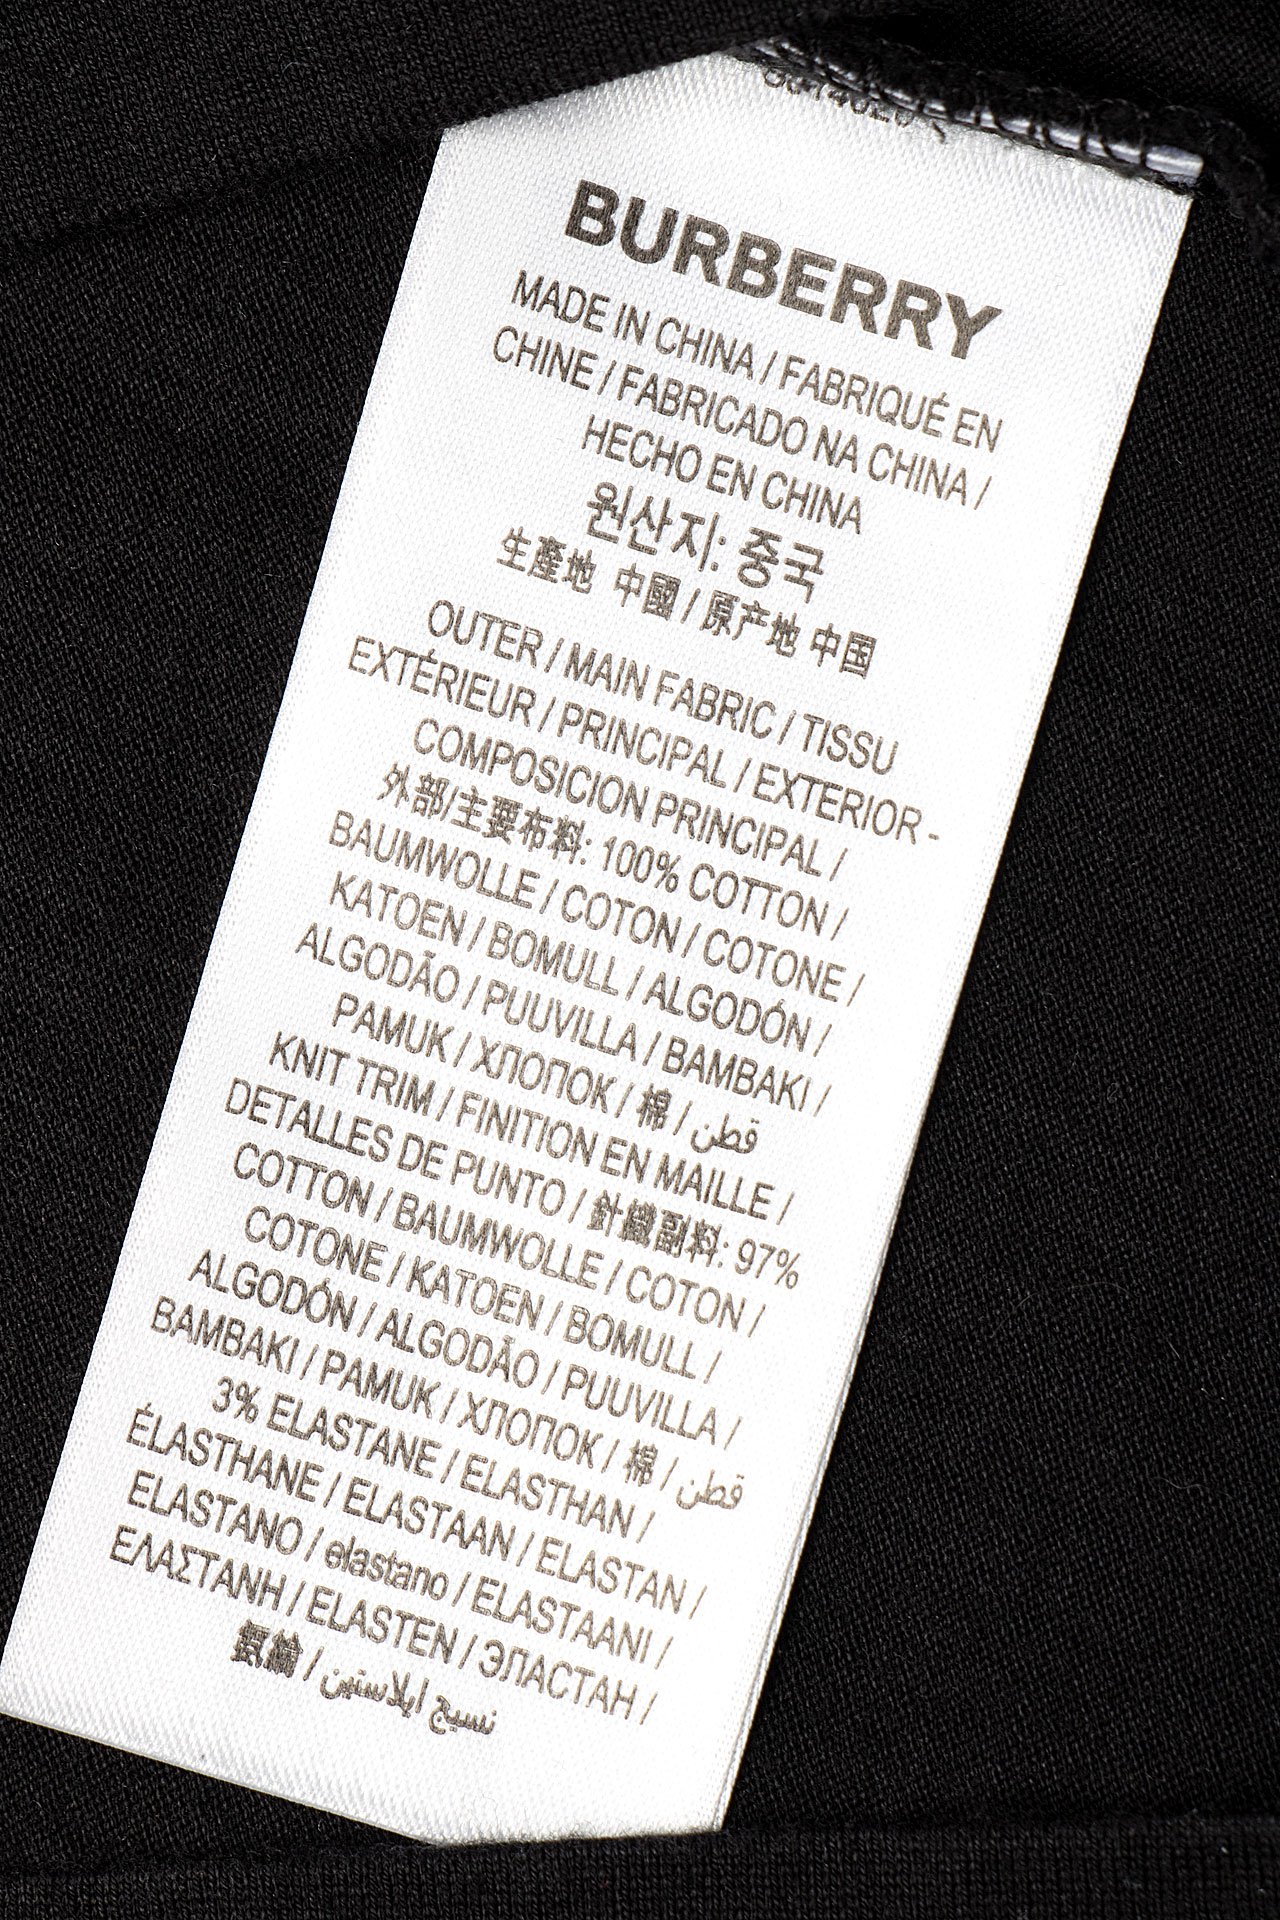 BURBERRY
MADE IN CHINA / FABRIQUÉ EN
CHINE / FABRICADO NA CHINA /
HECHO EN CHINA
원산지: 중국
生產地 中國 / 原产地 中国
OUTER / MAIN FABRIC / TISSU
EXTÉRIEUR / PRINCIPAL / EXTERIOR -
COMPOSICION PRINCIPAL /
外部/主要布料: 100% COTTON /
BAUMWOLLE / COTON / COTONE /
KATOEN / BOMULL / ALGODÓN /
ALGODÃO / PUUVILLA / BAMBAKI /
PAMUK / ХЛОПОК / 棉 / قطن
KNIT TRIM / FINITION EN MAILLE /
DETALLES DE PUNTO / 針織副料: 97%
COTTON / BAUMWOLLE / COTON /
COTONE / KATOEN / BOMULL /
ALGODÓN / ALGODÃO / PUUVILLA /
BAMBAKI / PAMUK / ХЛОПОК / 棉 / قطن
3% ELASTANE / ELASTHAN /
ÉLASTHANE / ELASTAAN / ELASTAN /
ELASTANO / elastano / ELASTAANI /
ΕΛΑΣΤΑΝΗ / ELASTEN / ЭЛАСТАН /
氨綸 / نسيج ايلاستين